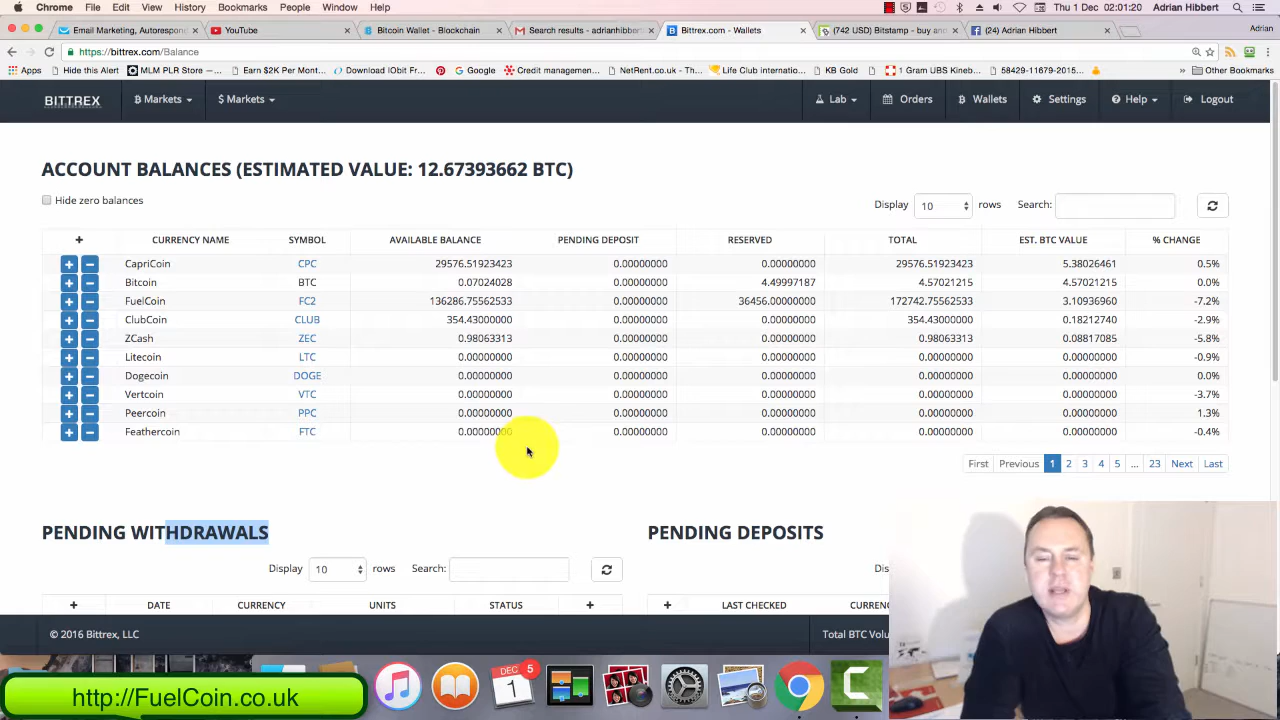 Chrome File Edit View History Bookmarks People Window Help Thu 1 Dec 02:01:20 Adrian Hibbert
Email Marketing, Autorespond YouTube Bitcoin Wallet - Blockchain Search results - adrianhibber Bittrex.com - Wallets (742 USD) Bitstamp - buy and (24) Adrian Hibbert Adrian
https://bittrex.com/Balance
Apps Hide this Alert MLM PLR Store — Earn $2K Per Mont... Download IObit Fr... Google Credit managemen... NetRent.co.uk - Th... Life Club internatio... KB Gold 1 Gram UBS Kineb... 58429-11679-2015... » Other Bookmarks
BITTREX Markets $ Markets Lab Orders Wallets Settings Help Logout
ACCOUNT BALANCES (ESTIMATED VALUE: 12.67393662 BTC)
Hide zero balances Display 10 rows Search:
+ CURRENCY NAME SYMBOL AVAILABLE BALANCE PENDING DEPOSIT RESERVED TOTAL EST. BTC VALUE % CHANGE
+ − CapriCoin CPC 29576.51923423 0.00000000 0.00000000 29576.51923423 5.38026461 0.5%
+ − Bitcoin BTC 0.07024028 0.00000000 4.49997187 4.57021215 4.57021215 0.0%
+ − FuelCoin FC2 136286.75562533 0.00000000 36456.00000000 172742.75562533 3.10936960 -7.2%
+ − ClubCoin CLUB 354.43000000 0.00000000 0.00000000 354.43000000 0.18212740 -2.9%
+ − ZCash ZEC 0.98063313 0.00000000 0.00000000 0.98063313 0.08817085 -5.8%
+ − Litecoin LTC 0.00000000 0.00000000 0.00000000 0.00000000 0.00000000 -0.9%
+ − Dogecoin DOGE 0.00000000 0.00000000 0.00000000 0.00000000 0.00000000 0.0%
+ − Vertcoin VTC 0.00000000 0.00000000 0.00000000 0.00000000 0.00000000 -3.7%
+ − Peercoin PPC 0.00000000 0.00000000 0.00000000 0.00000000 0.00000000 1.3%
+ − Feathercoin FTC 0.00000000 0.00000000 0.00000000 0.00000000 0.00000000 -0.4%
First Previous 1 2 3 4 5 ... 23 Next Last
PENDING WITHDRAWALS PENDING DEPOSITS
Display 10 rows Search: Dis
+ DATE CURRENCY UNITS STATUS + + LAST CHECKED CURRE
© 2016 Bittrex, LLC Total BTC Volu
DEC 1 5
http://FuelCoin.co.uk